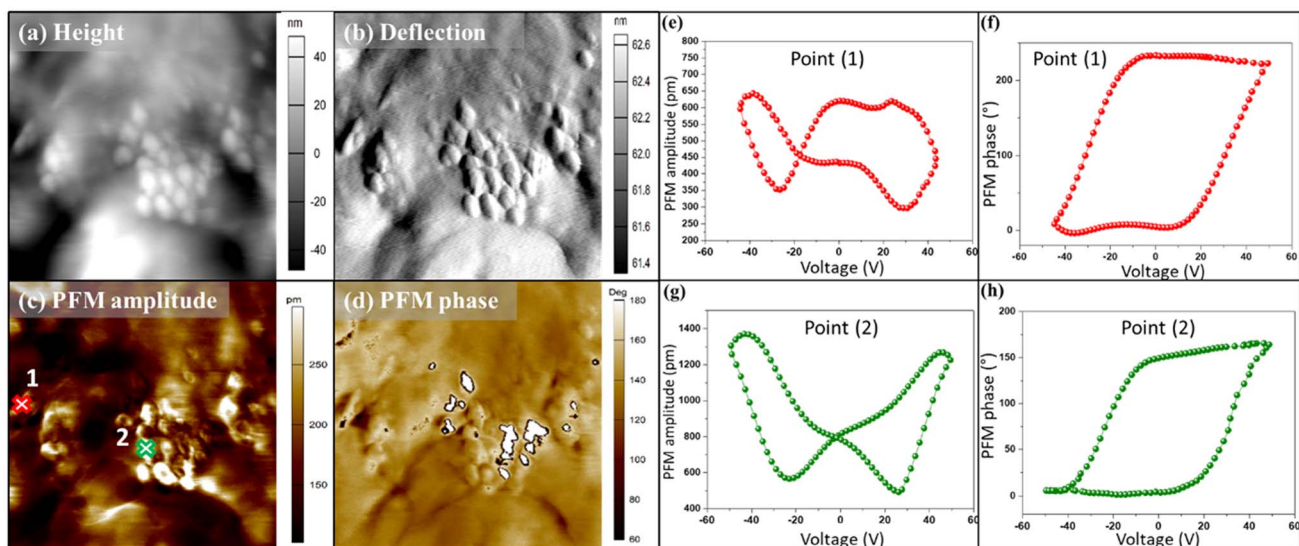 (a) Height
nm
40
20
0
-20
-40
(b) Deflection
nm
62.6
62.4
62.2
62.0
61.8
61.6
61.4
(c) PFM amplitude
1
2
pm
250
200
150
(d) PFM phase
Deg
180
160
140
120
100
80
60
(e)
Point (1)
PFM amplitude (pm)
800
750
700
650
600
550
500
450
400
350
300
250
200
-60 -40 -20 0 20 40 60
Voltage (V)
(f)
Point (1)
PFM phase (°)
200
100
0
-60 -40 -20 0 20 40 60
Voltage (V)
(g)
Point (2)
PFM amplitude (pm)
1400
1200
1000
800
600
400
-60 -40 -20 0 20 40 60
Voltage (V)
(h)
Point (2)
PFM phase (°)
200
150
100
50
0
-60 -40 -20 0 20 40 60
Voltage (V)